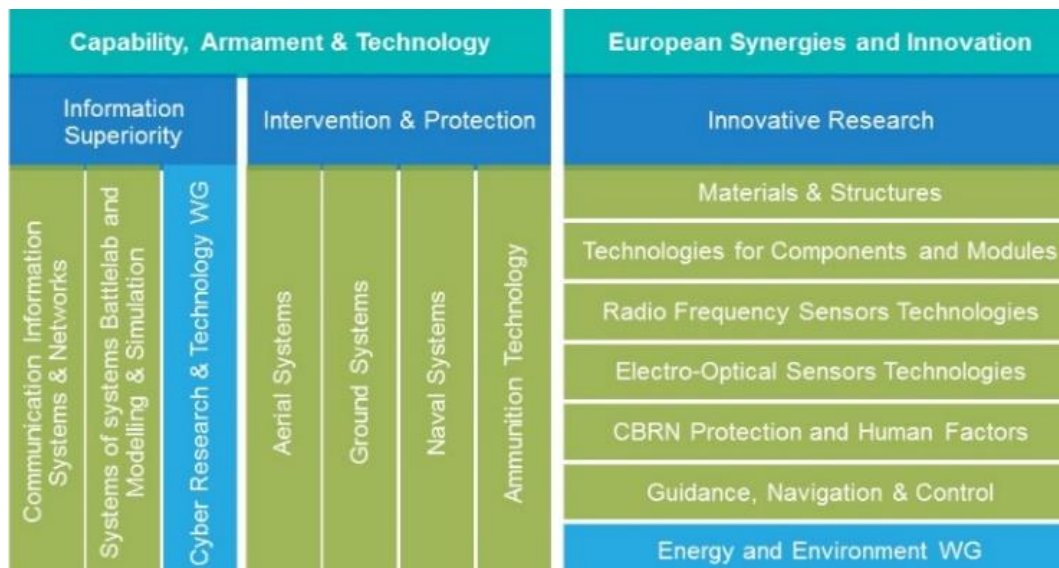 Capability, Armament & Technology
European Synergies and Innovation
Information
Superiority
Intervention & Protection
Innovative Research
Communication Information
Systems & Networks
Systems of systems Battlelab and
Modelling & Simulation
Cyber Research & Technology WG
Aerial Systems
Ground Systems
Naval Systems
Ammunition Technology
Materials & Structures
Technologies for Components and Modules
Radio Frequency Sensors Technologies
Electro-Optical Sensors Technologies
CBRN Protection and Human Factors
Guidance, Navigation & Control
Energy and Environment WG